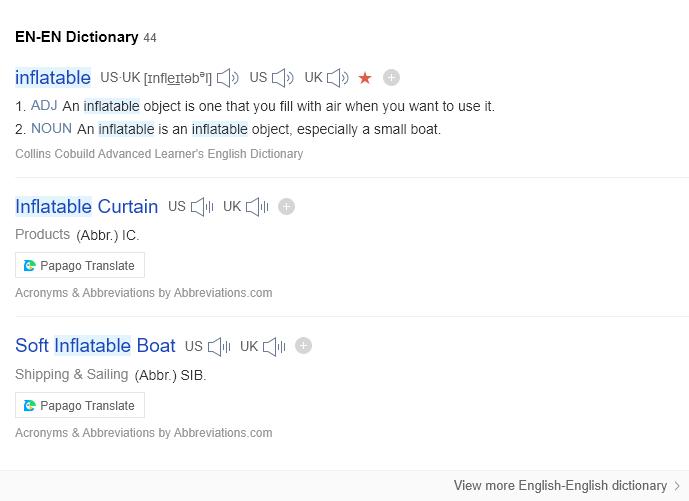 EN-EN Dictionary 44
inflatable US·UK [ɪnfleɪtəbᵊl] US UK
1. ADJ An inflatable object is one that you fill with air when you want to use it.
2. NOUN An inflatable is an inflatable object, especially a small boat.
Collins Cobuild Advanced Learner's English Dictionary
Inflatable Curtain US UK
Products (Abbr.) IC.
Papago Translate
Acronyms & Abbreviations by Abbreviations.com
Soft Inflatable Boat US UK
Shipping & Sailing (Abbr.) SIB.
Papago Translate
Acronyms & Abbreviations by Abbreviations.com
View more English-English dictionary